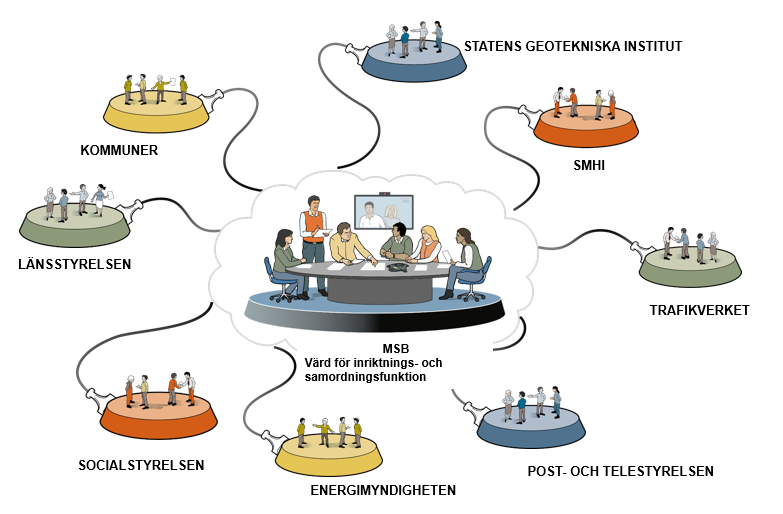 STATENS GEOTEKNISKA INSTITUT
KOMMUNER
SMHI
LÄNSSTYRELSEN
TRAFIKVERKET
MSB
Värd för inriktnings- och
samordningsfunktion
SOCIALSTYRELSEN
POST- OCH TELESTYRELSEN
ENERGIMYNDIGHETEN